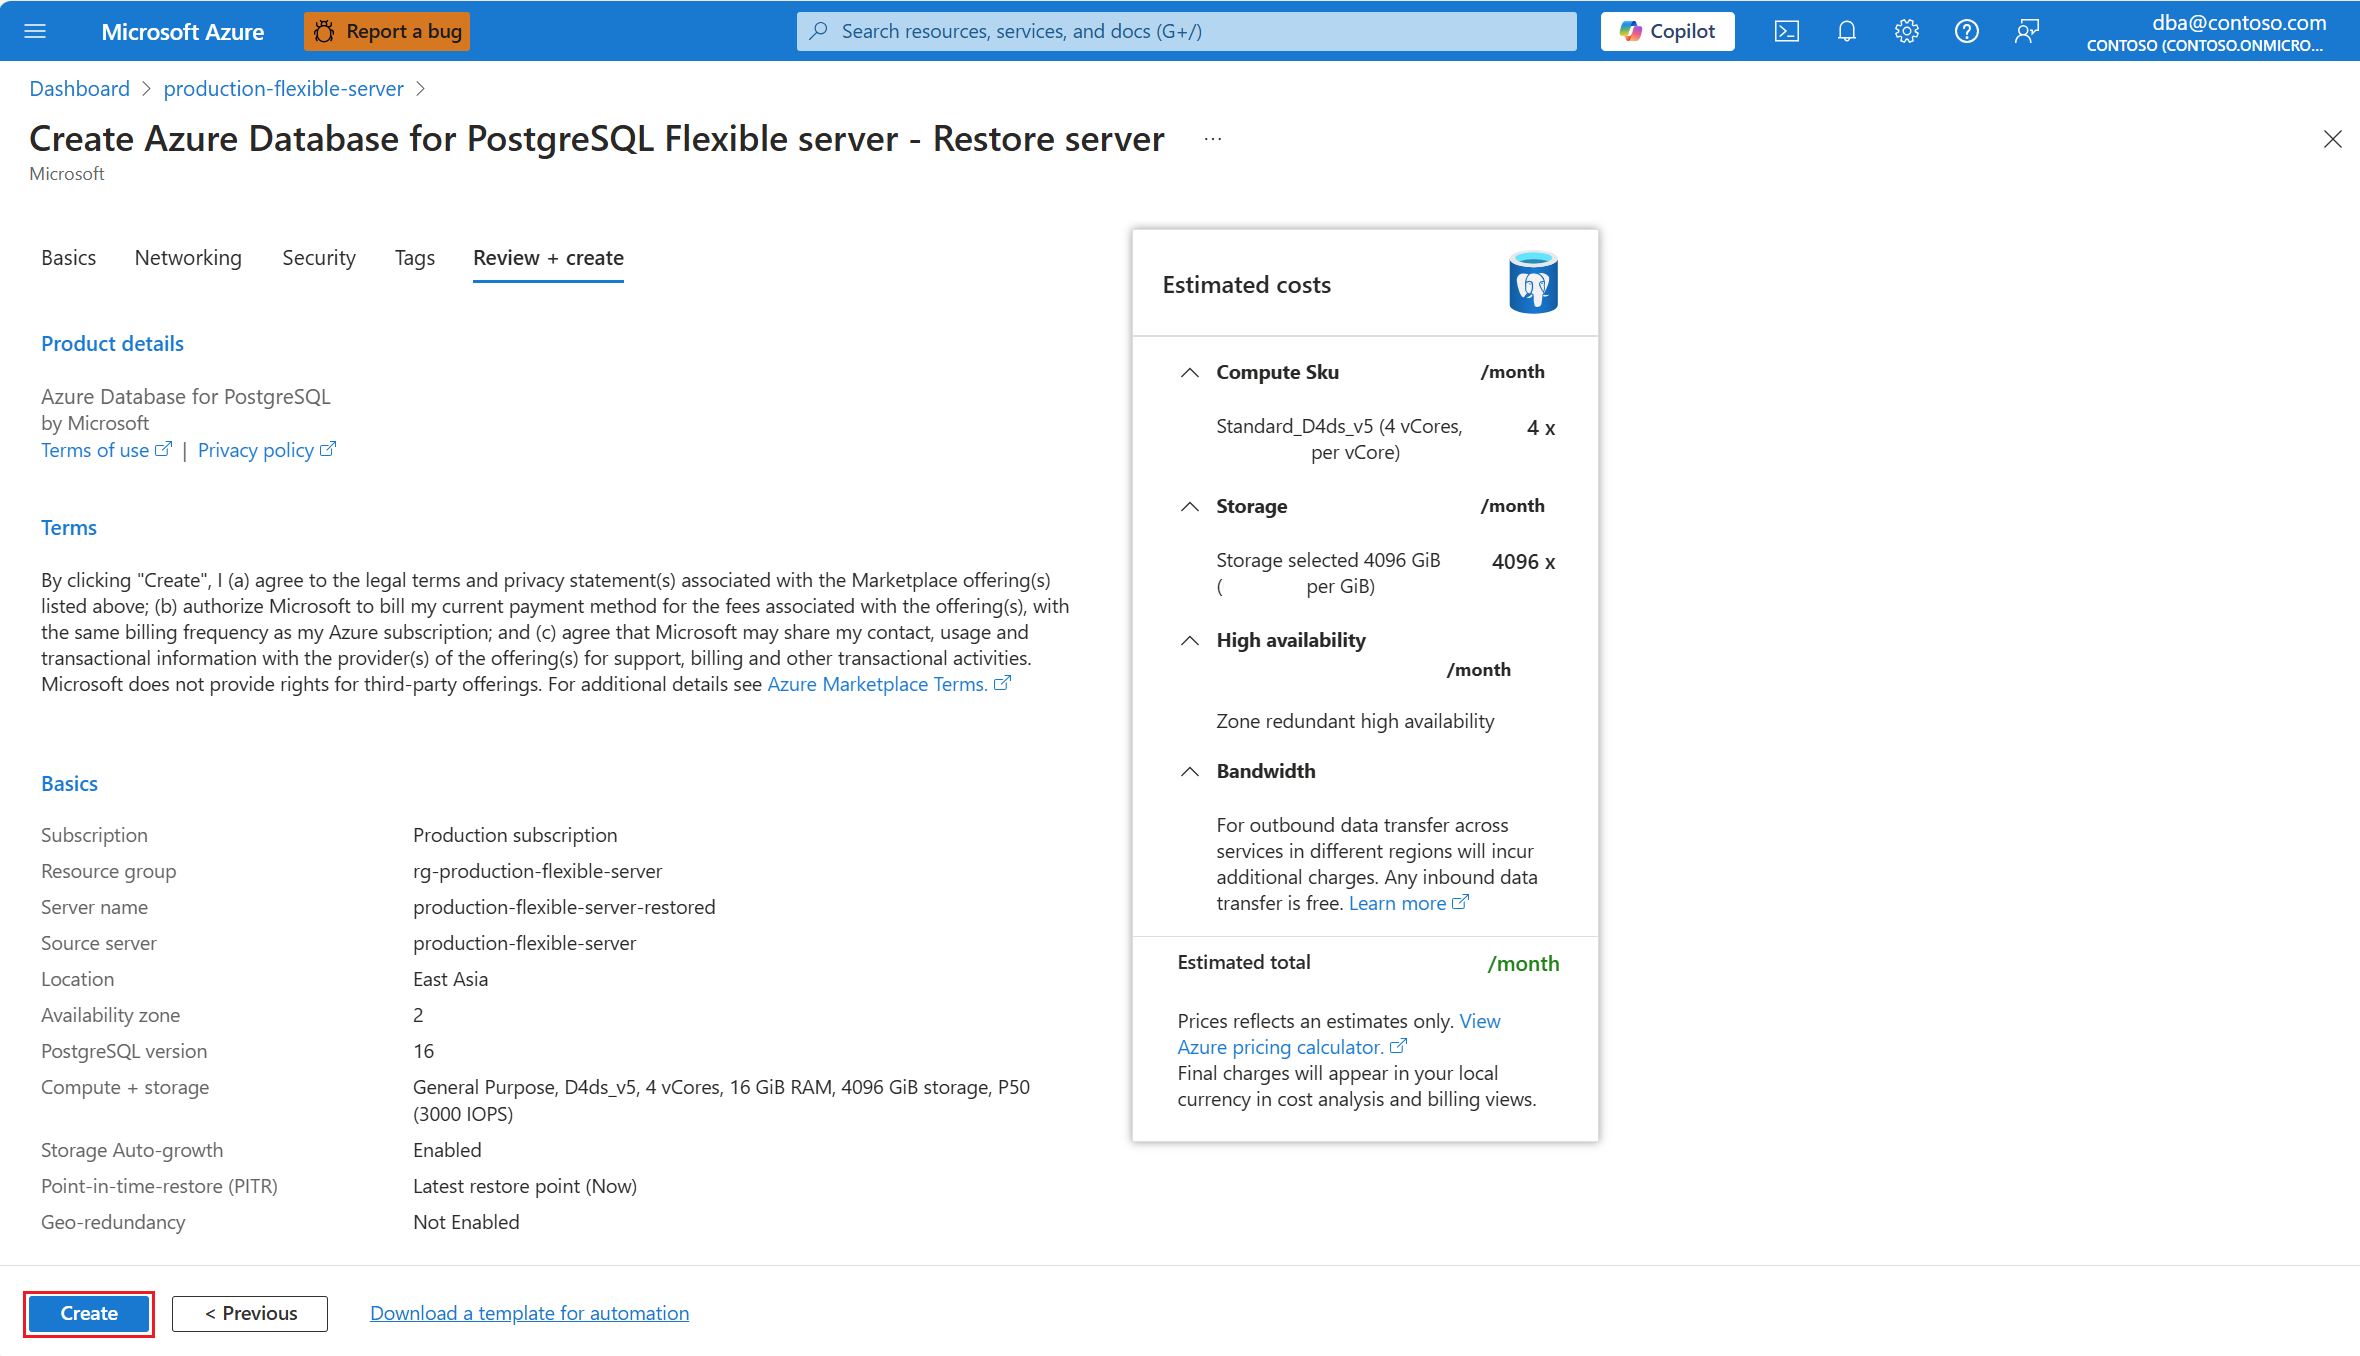 Microsoft Azure
Report a bug
Search resources, services, and docs (G+/)
Copilot
dba@contoso.com
CONTOSO (CONTOSO.ONMICRO...
Dashboard > production-flexible-server >
Create Azure Database for PostgreSQL Flexible server - Restore server ...
Microsoft
Basics Networking Security Tags Review + create
Product details
Azure Database for PostgreSQL
by Microsoft
Terms of use | Privacy policy
Terms
By clicking "Create", I (a) agree to the legal terms and privacy statement(s) associated with the Marketplace offering(s)
listed above; (b) authorize Microsoft to bill my current payment method for the fees associated with the offering(s), with
the same billing frequency as my Azure subscription; and (c) agree that Microsoft may share my contact, usage and
transactional information with the provider(s) of the offering(s) for support, billing and other transactional activities.
Microsoft does not provide rights for third-party offerings. For additional details see Azure Marketplace Terms.
Basics
Subscription Production subscription
Resource group rg-production-flexible-server
Server name production-flexible-server-restored
Source server production-flexible-server
Location East Asia
Availability zone 2
PostgreSQL version 16
Compute + storage General Purpose, D4ds_v5, 4 vCores, 16 GiB RAM, 4096 GiB storage, P50
(3000 IOPS)
Storage Auto-growth Enabled
Point-in-time-restore (PITR) Latest restore point (Now)
Geo-redundancy Not Enabled
Estimated costs
Compute Sku /month
Standard_D4ds_v5 (4 vCores, 4 x
per vCore)
Storage /month
Storage selected 4096 GiB 4096 x
( per GiB)
High availability
/month
Zone redundant high availability
Bandwidth
For outbound data transfer across
services in different regions will incur
additional charges. Any inbound data
transfer is free. Learn more
Estimated total /month
Prices reflects an estimates only. View
Azure pricing calculator.
Final charges will appear in your local
currency in cost analysis and billing views.
Create < Previous Download a template for automation